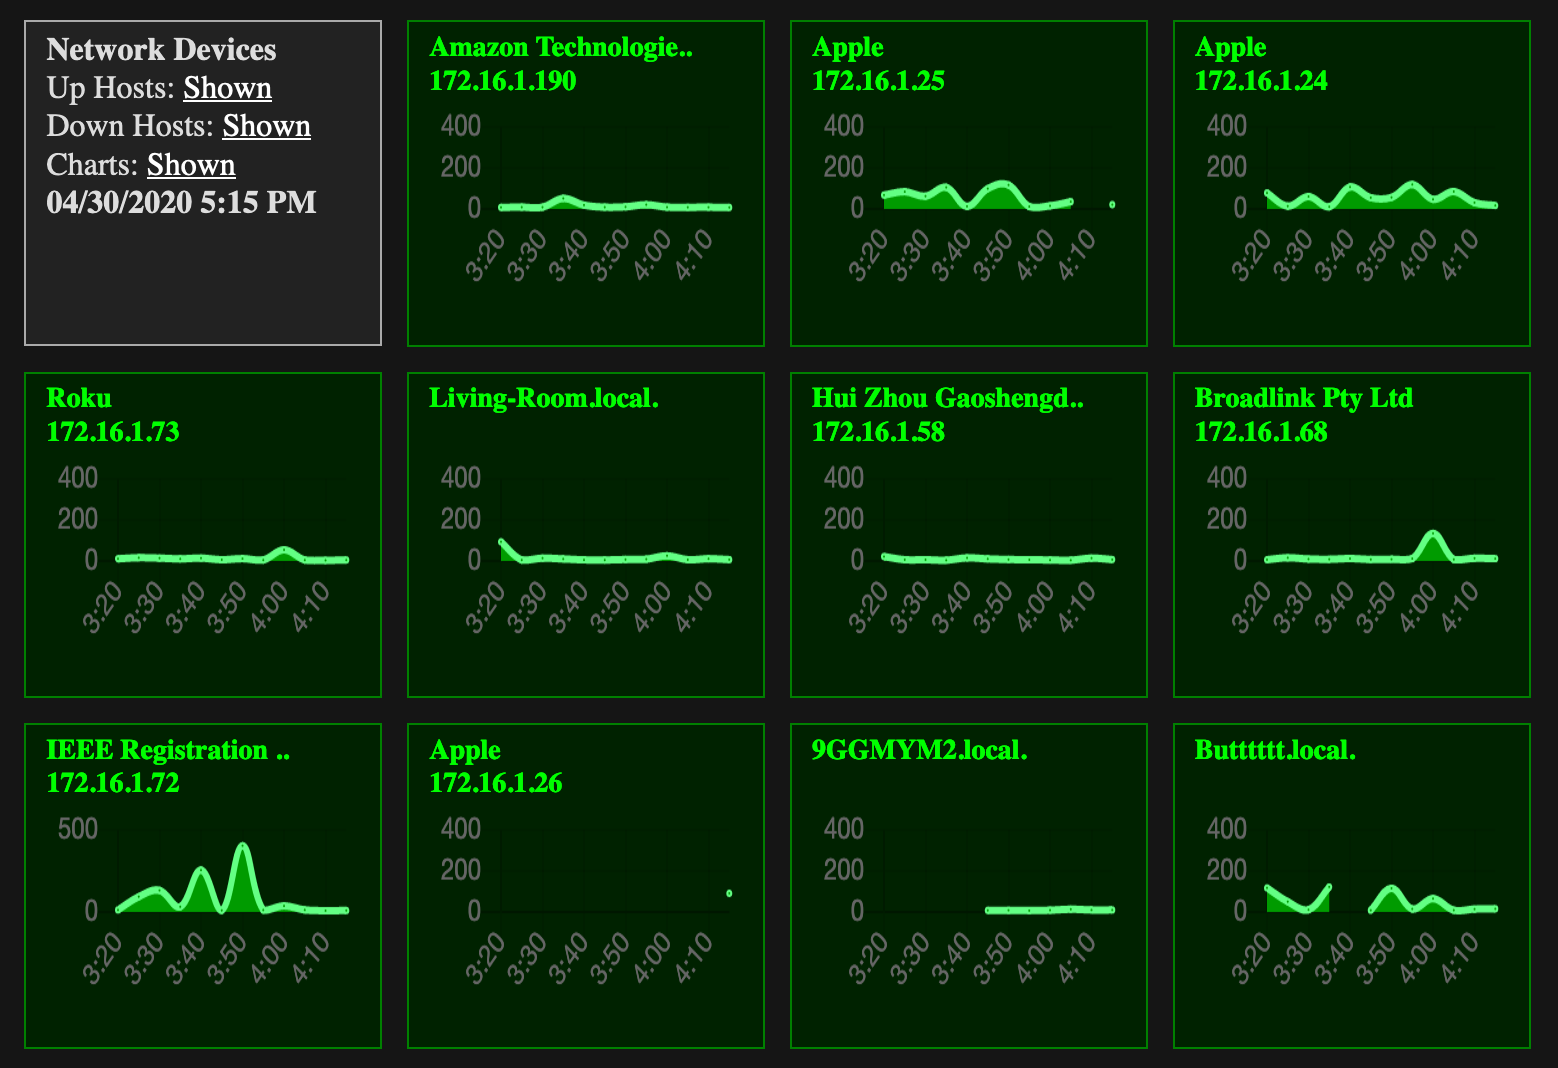 Network Devices
Up Hosts: Shown
Down Hosts: Shown
Charts: Shown
04/30/2020 5:15 PM
Amazon Technologie..
172.16.1.190
400
200
0
3:20 3:30 3:40 3:50 4:00 4:10
Apple
172.16.1.25
400
200
0
3:20 3:30 3:40 3:50 4:00 4:10
Apple
172.16.1.24
400
200
0
3:20 3:30 3:40 3:50 4:00 4:10
Roku
172.16.1.73
400
200
0
3:20 3:30 3:40 3:50 4:00 4:10
Living-Room.local.
400
200
0
3:20 3:30 3:40 3:50 4:00 4:10
Hui Zhou Gaoshengd..
172.16.1.58
400
200
0
3:20 3:30 3:40 3:50 4:00 4:10
Broadlink Pty Ltd
172.16.1.68
400
200
0
3:20 3:30 3:40 3:50 4:00 4:10
IEEE Registration ..
172.16.1.72
500
0
3:20 3:30 3:40 3:50 4:00 4:10
Apple
172.16.1.26
400
200
0
3:20 3:30 3:40 3:50 4:00 4:10
9GGMYM2.local.
400
200
0
3:20 3:30 3:40 3:50 4:00 4:10
Buttttttt.local.
400
200
0
3:20 3:30 3:40 3:50 4:00 4:10